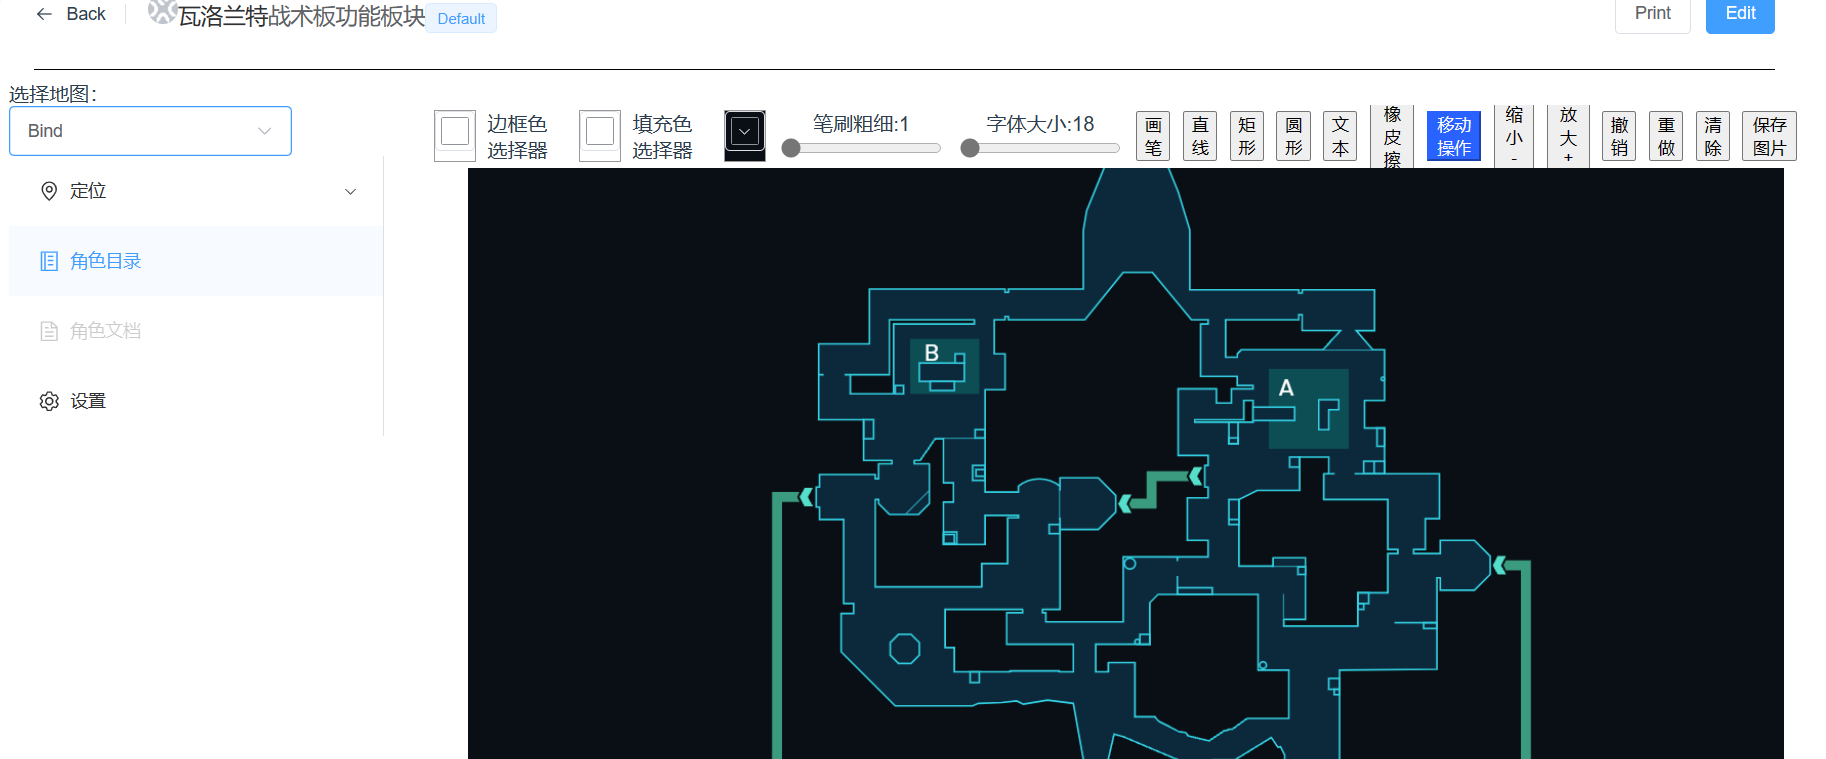 Back
瓦洛兰特战术板功能板块
Default
Print
Edit
选择地图：
Bind
定位
角色目录
角色文档
设置
边框色
选择器
填充色
选择器
笔刷粗细:1
字体大小:18
画
笔
直
线
矩
形
圆
形
文
本
橡
皮
擦
移动
操作
缩
小
-
放
大
+
撤
销
重
做
清
除
保存
图片
B
A